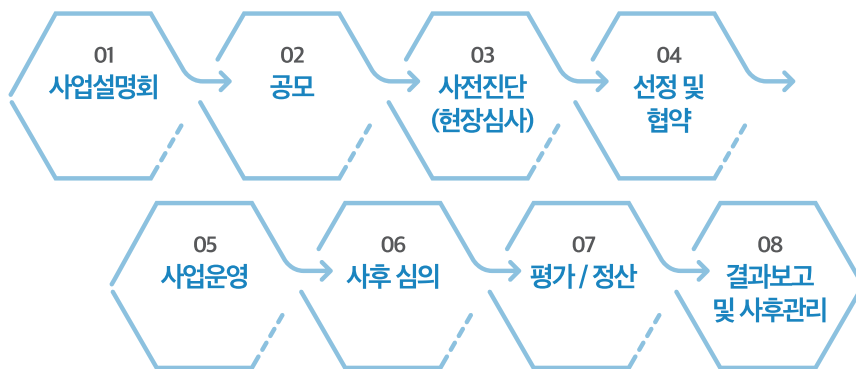 01
사업설명회
02
공모
03
사전진단
(현장심사)
04
선정 및
협약
05
사업운영
06
사후 심의
07
평가 / 정산
08
결과보고
및 사후관리